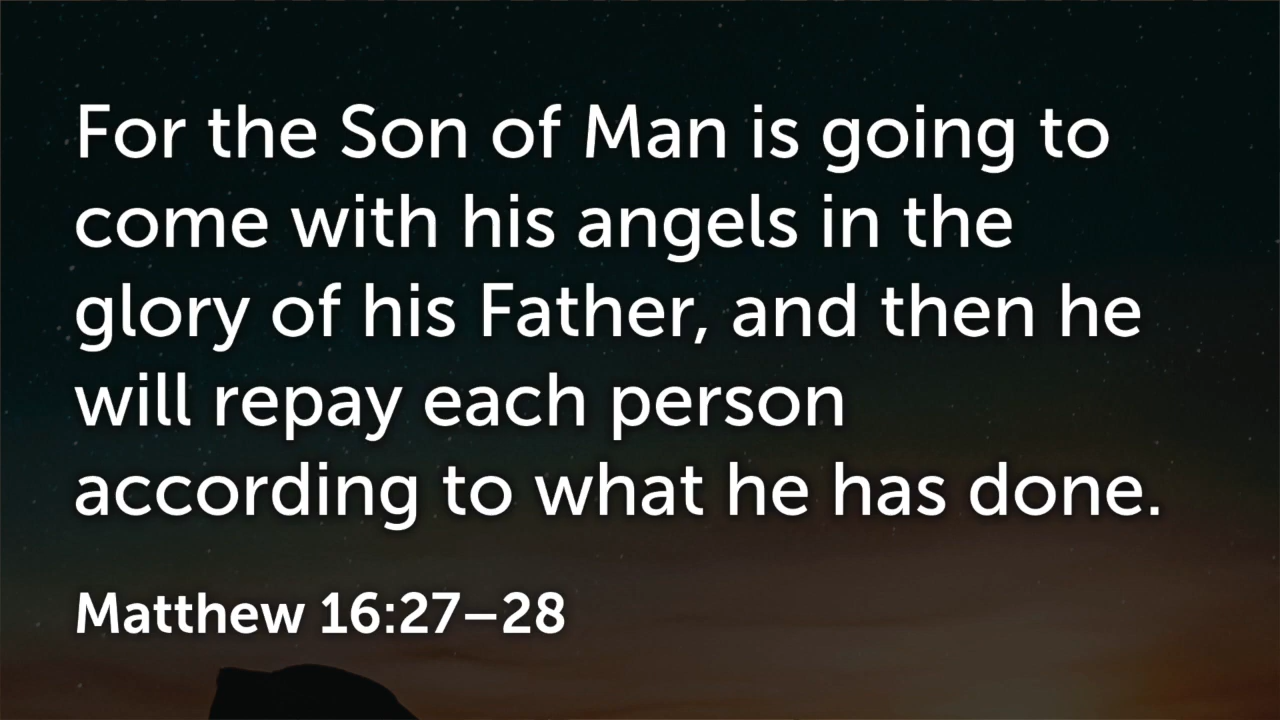 For the Son of Man is going to
come with his angels in the
glory of his Father, and then he
will repay each person
according to what he has done.
Matthew 16:27–28